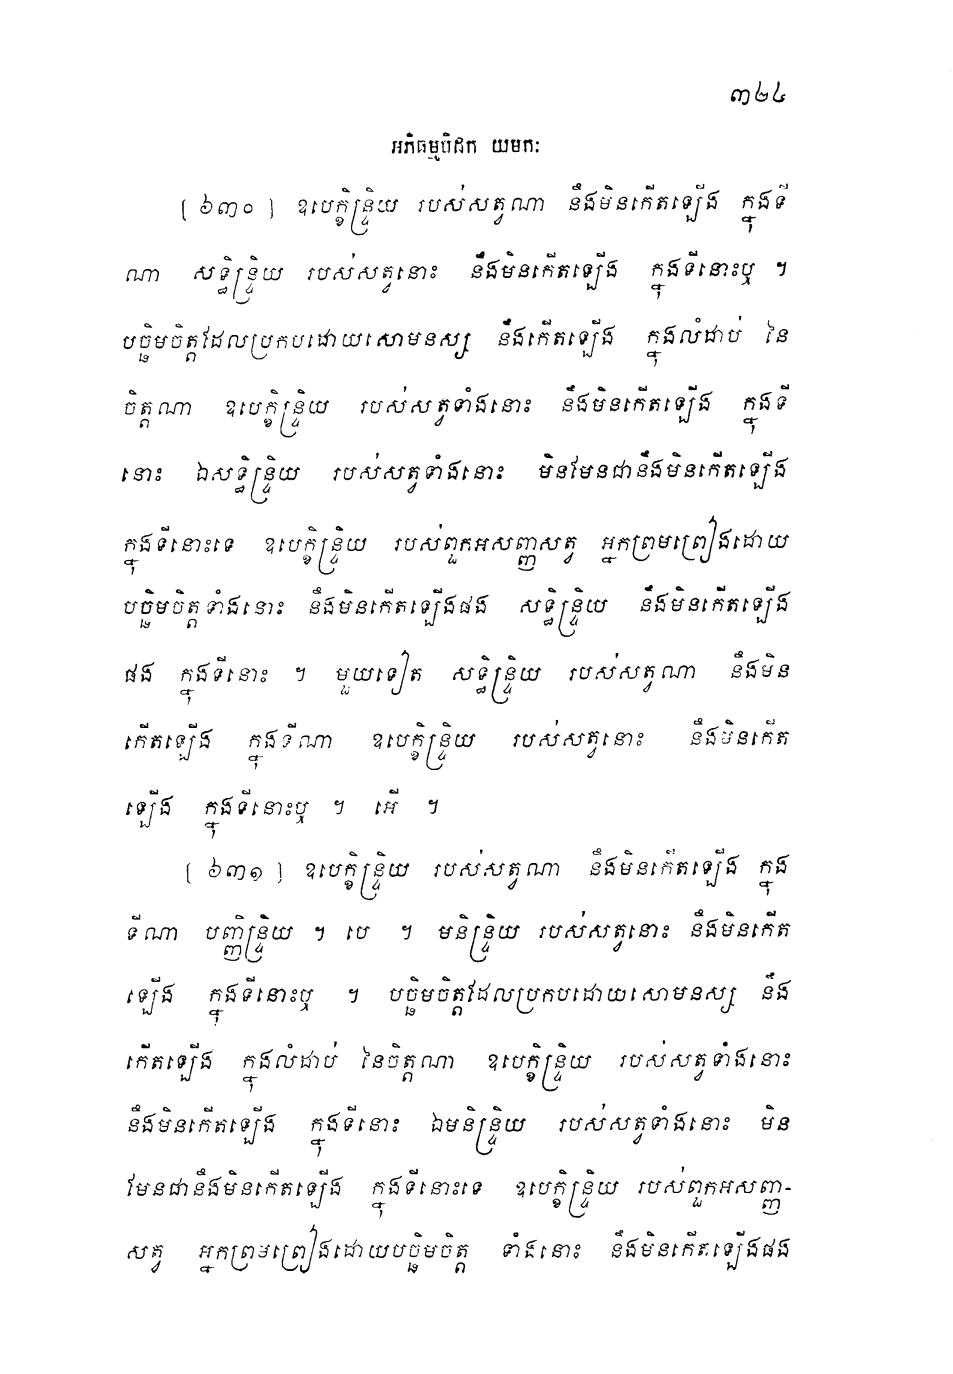 ៣២៤
អភិធម្មបិដក យមកៈ
[ ៦៣០ ] ឧបេក្ខិន្ទ្រិយ របស់សត្វណា នឹងមិនកើតឡើង ក្នុងទី
ណា សទ្ធិន្ទ្រិយ របស់សត្វនោះ នឹងមិនកើតឡើង ក្នុងទីនោះឬ ។
បច្ឆិមចិត្តដែលប្រកបដោយសោមនស្ស នឹងកើតឡើង ក្នុងលំដាប់ នៃ
ចិត្តណា ឧបេក្ខិន្ទ្រិយ របស់សត្វទាំងនោះ នឹងមិនកើតឡើង ក្នុងទី
នោះ ឯសទ្ធិន្ទ្រិយ របស់សត្វទាំងនោះ មិនមែនជានឹងមិនកើតឡើង
ក្នុងទីនោះទេ ឧបេក្ខិន្ទ្រិយ របស់ពួកអសញ្ញសត្វ អ្នកព្រមព្រៀងដោយ
បច្ឆិមចិត្តទាំងនោះ នឹងមិនកើតឡើងផង សទ្ធិន្ទ្រិយ នឹងមិនកើតឡើង
ផង ក្នុងទីនោះ ។ មួយទៀត សទ្ធិន្ទ្រិយ របស់សត្វណា នឹងមិន
កើតឡើង ក្នុងទីណា ឧបេក្ខិន្ទ្រិយ របស់សត្វនោះ នឹងមិនកើត
ឡើង ក្នុងទីនោះឬ ។ អើ ។
[ ៦៣១ ] ឧបេក្ខិន្ទ្រិយ របស់សត្វណា នឹងមិនកើតឡើង ក្នុង
ទីណា បញ្ញិន្ទ្រិយ ។ បេ ។ មនិន្ទ្រិយ របស់សត្វនោះ នឹងមិនកើត
ឡើង ក្នុងទីនោះឬ ។ បច្ឆិមចិត្តដែលប្រកបដោយសោមនស្ស នឹង
កើតឡើង ក្នុងលំដាប់ នៃចិត្តណា ឧបេក្ខិន្ទ្រិយ របស់សត្វទាំងនោះ
នឹងមិនកើតឡើង ក្នុងទីនោះ ឯមនិន្ទ្រិយ របស់សត្វទាំងនោះ មិន
មែនជានឹងមិនកើតឡើង ក្នុងទីនោះទេ ឧបេក្ខិន្ទ្រិយ របស់ពួកអសញ្ញ-
សត្វ អ្នកព្រមព្រៀងដោយបច្ឆិមចិត្ត ទាំងនោះ នឹងមិនកើតឡើងផង